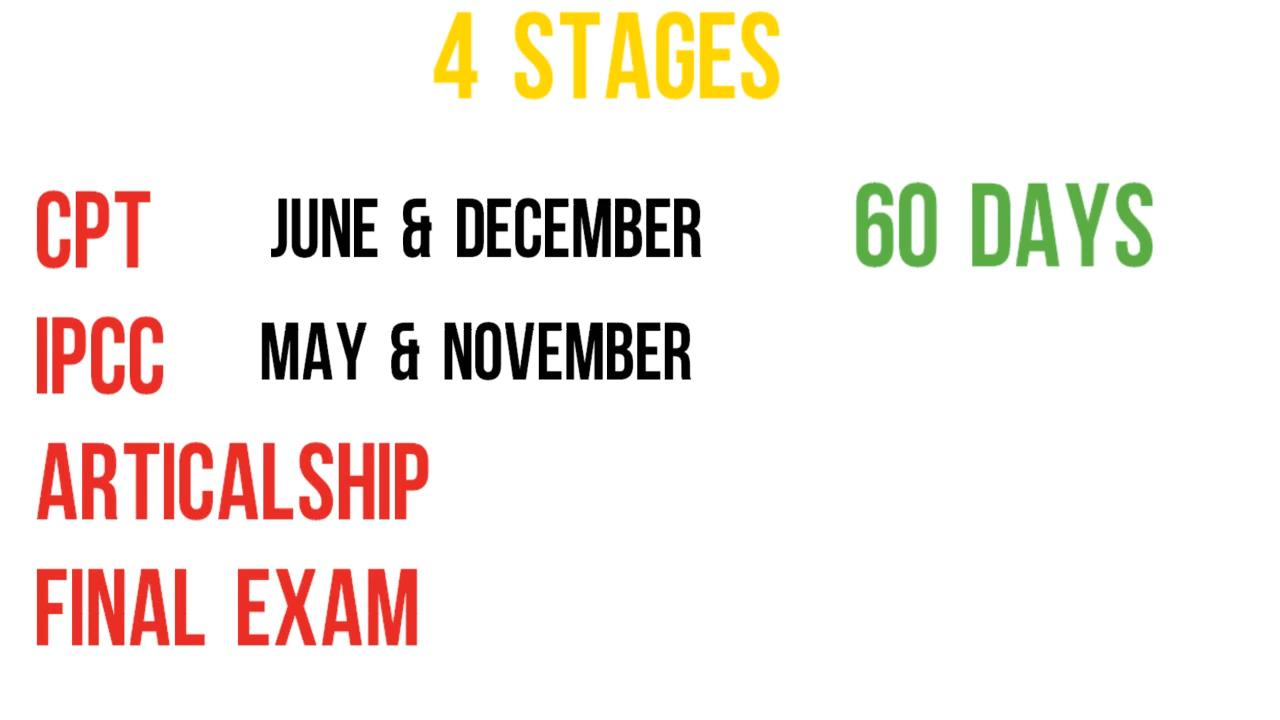 4 STAGES
CPT JUNE & DECEMBER 60 DAYS
IPCC MAY & NOVEMBER
ARTICALSHIP
FINAL EXAM